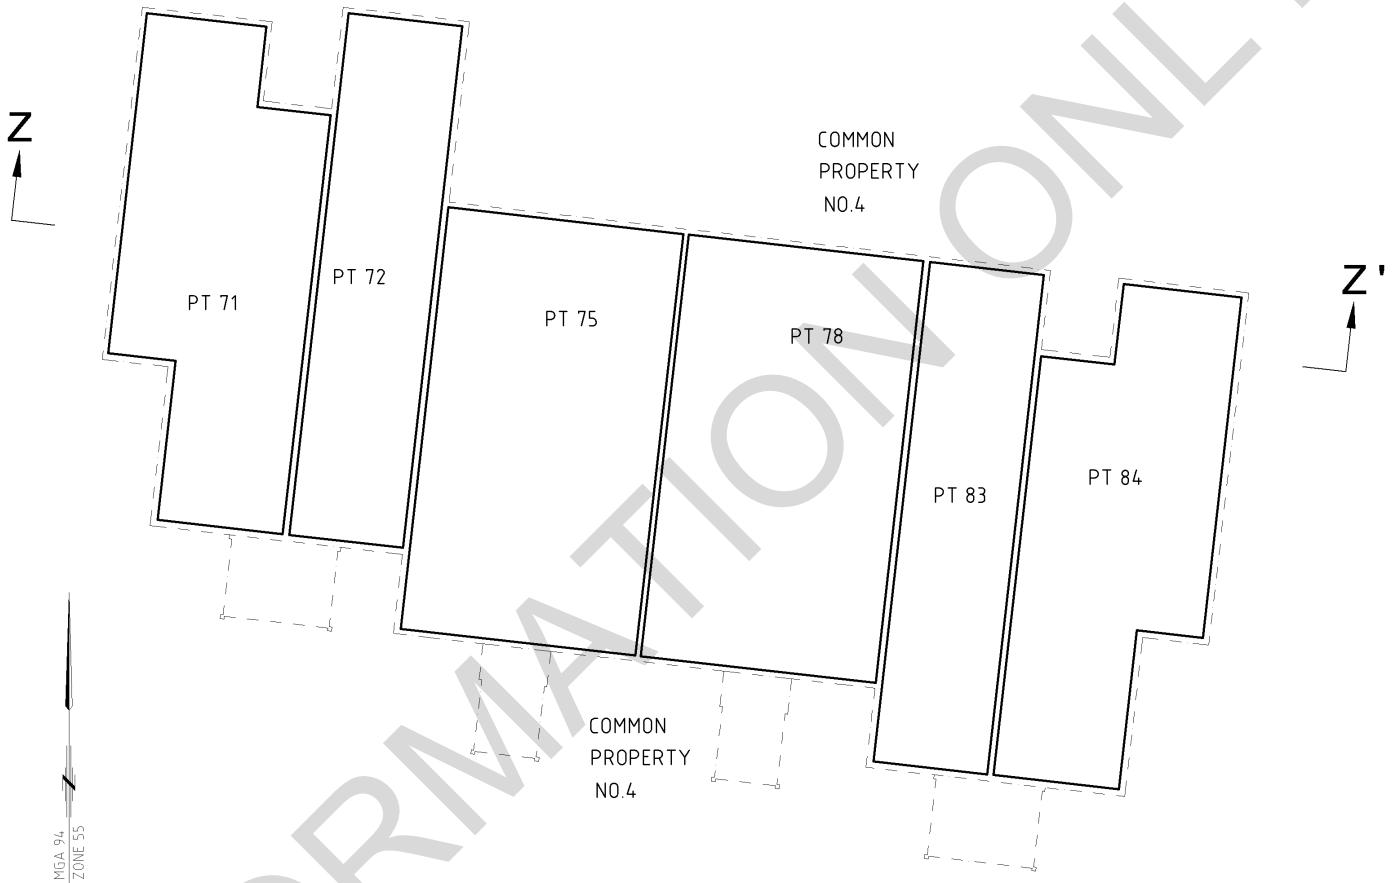 Z
COMMON
PROPERTY
NO.4
PT 72
Z'
PT 71
PT 75
PT 78
PT 84
PT 83
COMMON
PROPERTY
NO.4
MGA 94
ZONE 55
ORMATION ONL